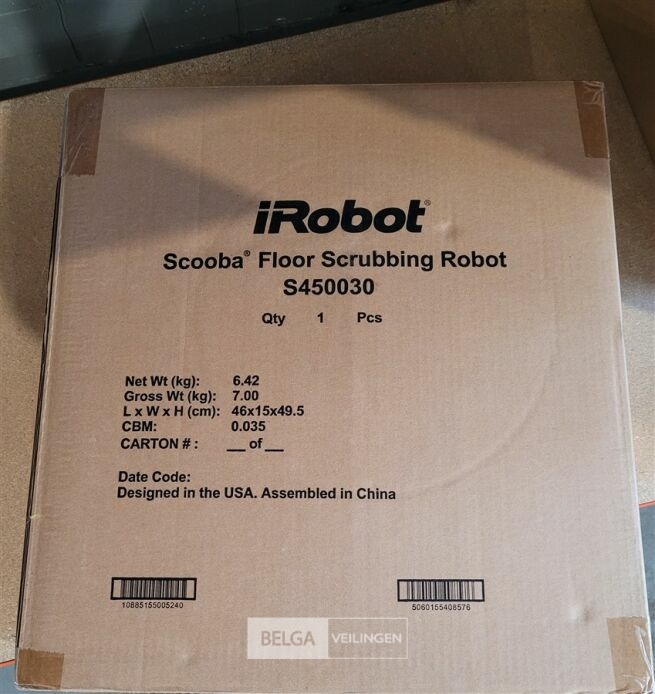 iRobot®
Scooba® Floor Scrubbing Robot
S450030
Qty 1 Pcs
Net Wt (kg): 6.42
Gross Wt (kg): 7.00
L x W x H (cm): 46x15x49.5
CBM: 0.035
CARTON # : __ of __
Date Code:
Designed in the USA. Assembled in China
10885155005240
5060155408576
BELGA VEILINGEN